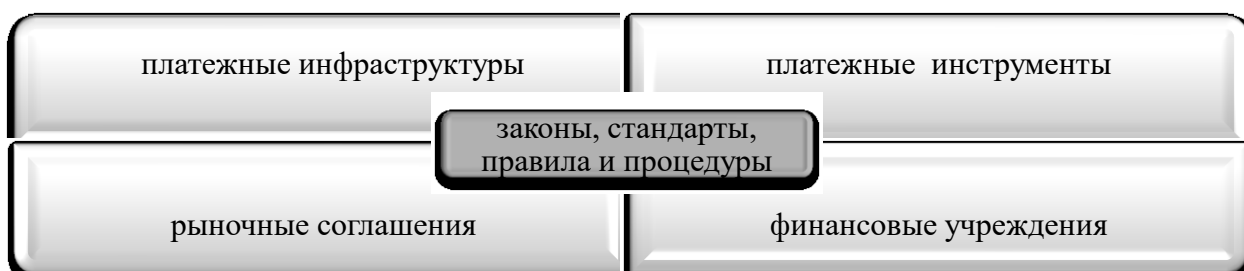 платежные инфраструктуры
платежные инструменты
законы, стандарты,
правила и процедуры
рыночные соглашения
финансовые учреждения